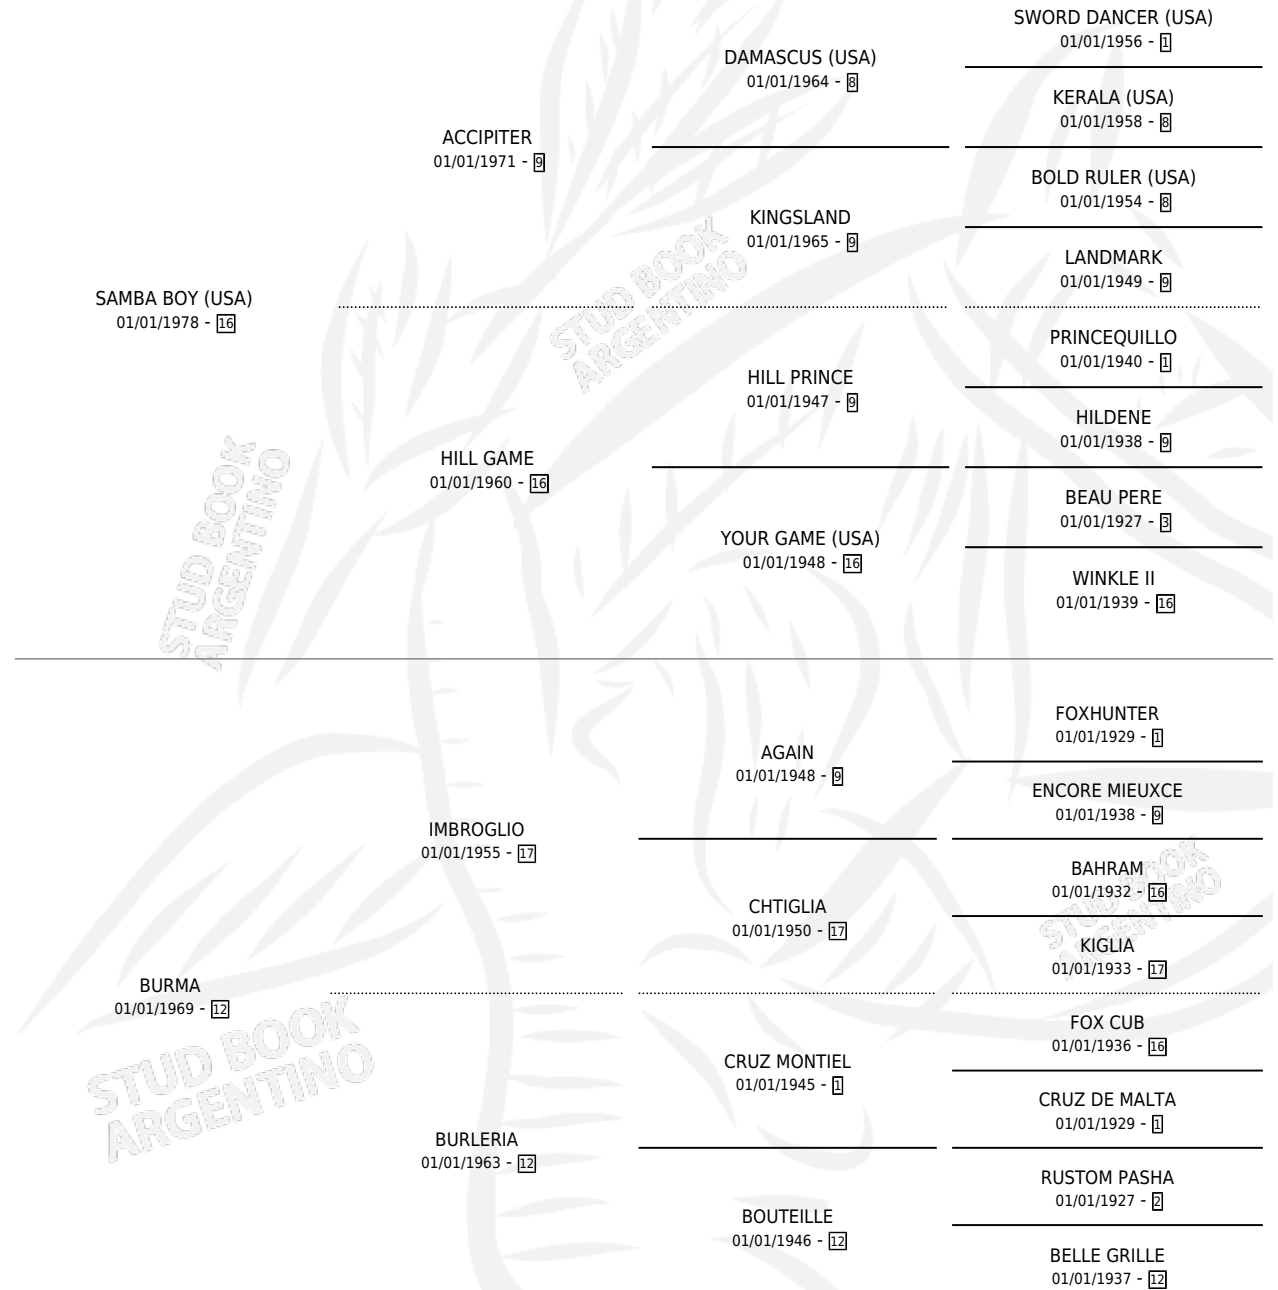 SWORD DANCER (USA)
01/01/1956 - 1
DAMASCUS (USA)
01/01/1964 - 8
KERALA (USA)
01/01/1958 - 8
ACCIPITER
01/01/1971 - 9
BOLD RULER (USA)
01/01/1954 - 8
KINGSLAND
01/01/1965 - 9
LANDMARK
01/01/1949 - 9
SAMBA BOY (USA)
01/01/1978 - 16
PRINCEQUILLO
01/01/1940 - 1
HILL PRINCE
01/01/1947 - 9
HILDENE
01/01/1938 - 9
HILL GAME
01/01/1960 - 16
BEAU PERE
01/01/1927 - 3
YOUR GAME (USA)
01/01/1948 - 16
WINKLE II
01/01/1939 - 16
STUD BOOK
ARGENTINO
STUD BOOK
ARGENTINO
FOXHUNTER
01/01/1929 - 1
AGAIN
01/01/1948 - 9
ENCORE MIEUXCE
01/01/1938 - 9
IMBROGLIO
01/01/1955 - 17
BAHRAM
01/01/1932 - 16
CHTIGLIA
01/01/1950 - 17
KIGLIA
01/01/1933 - 17
BURMA
01/01/1969 - 12
FOX CUB
01/01/1936 - 16
CRUZ MONTIEL
01/01/1945 - 1
CRUZ DE MALTA
01/01/1929 - 1
BURLERIA
01/01/1963 - 12
RUSTOM PASHA
01/01/1927 - 2
BOUTEILLE
01/01/1946 - 12
BELLE GRILLE
01/01/1937 - 12
STUD BOOK
ARGENTINO
STUD BOOK
ARGENTINO